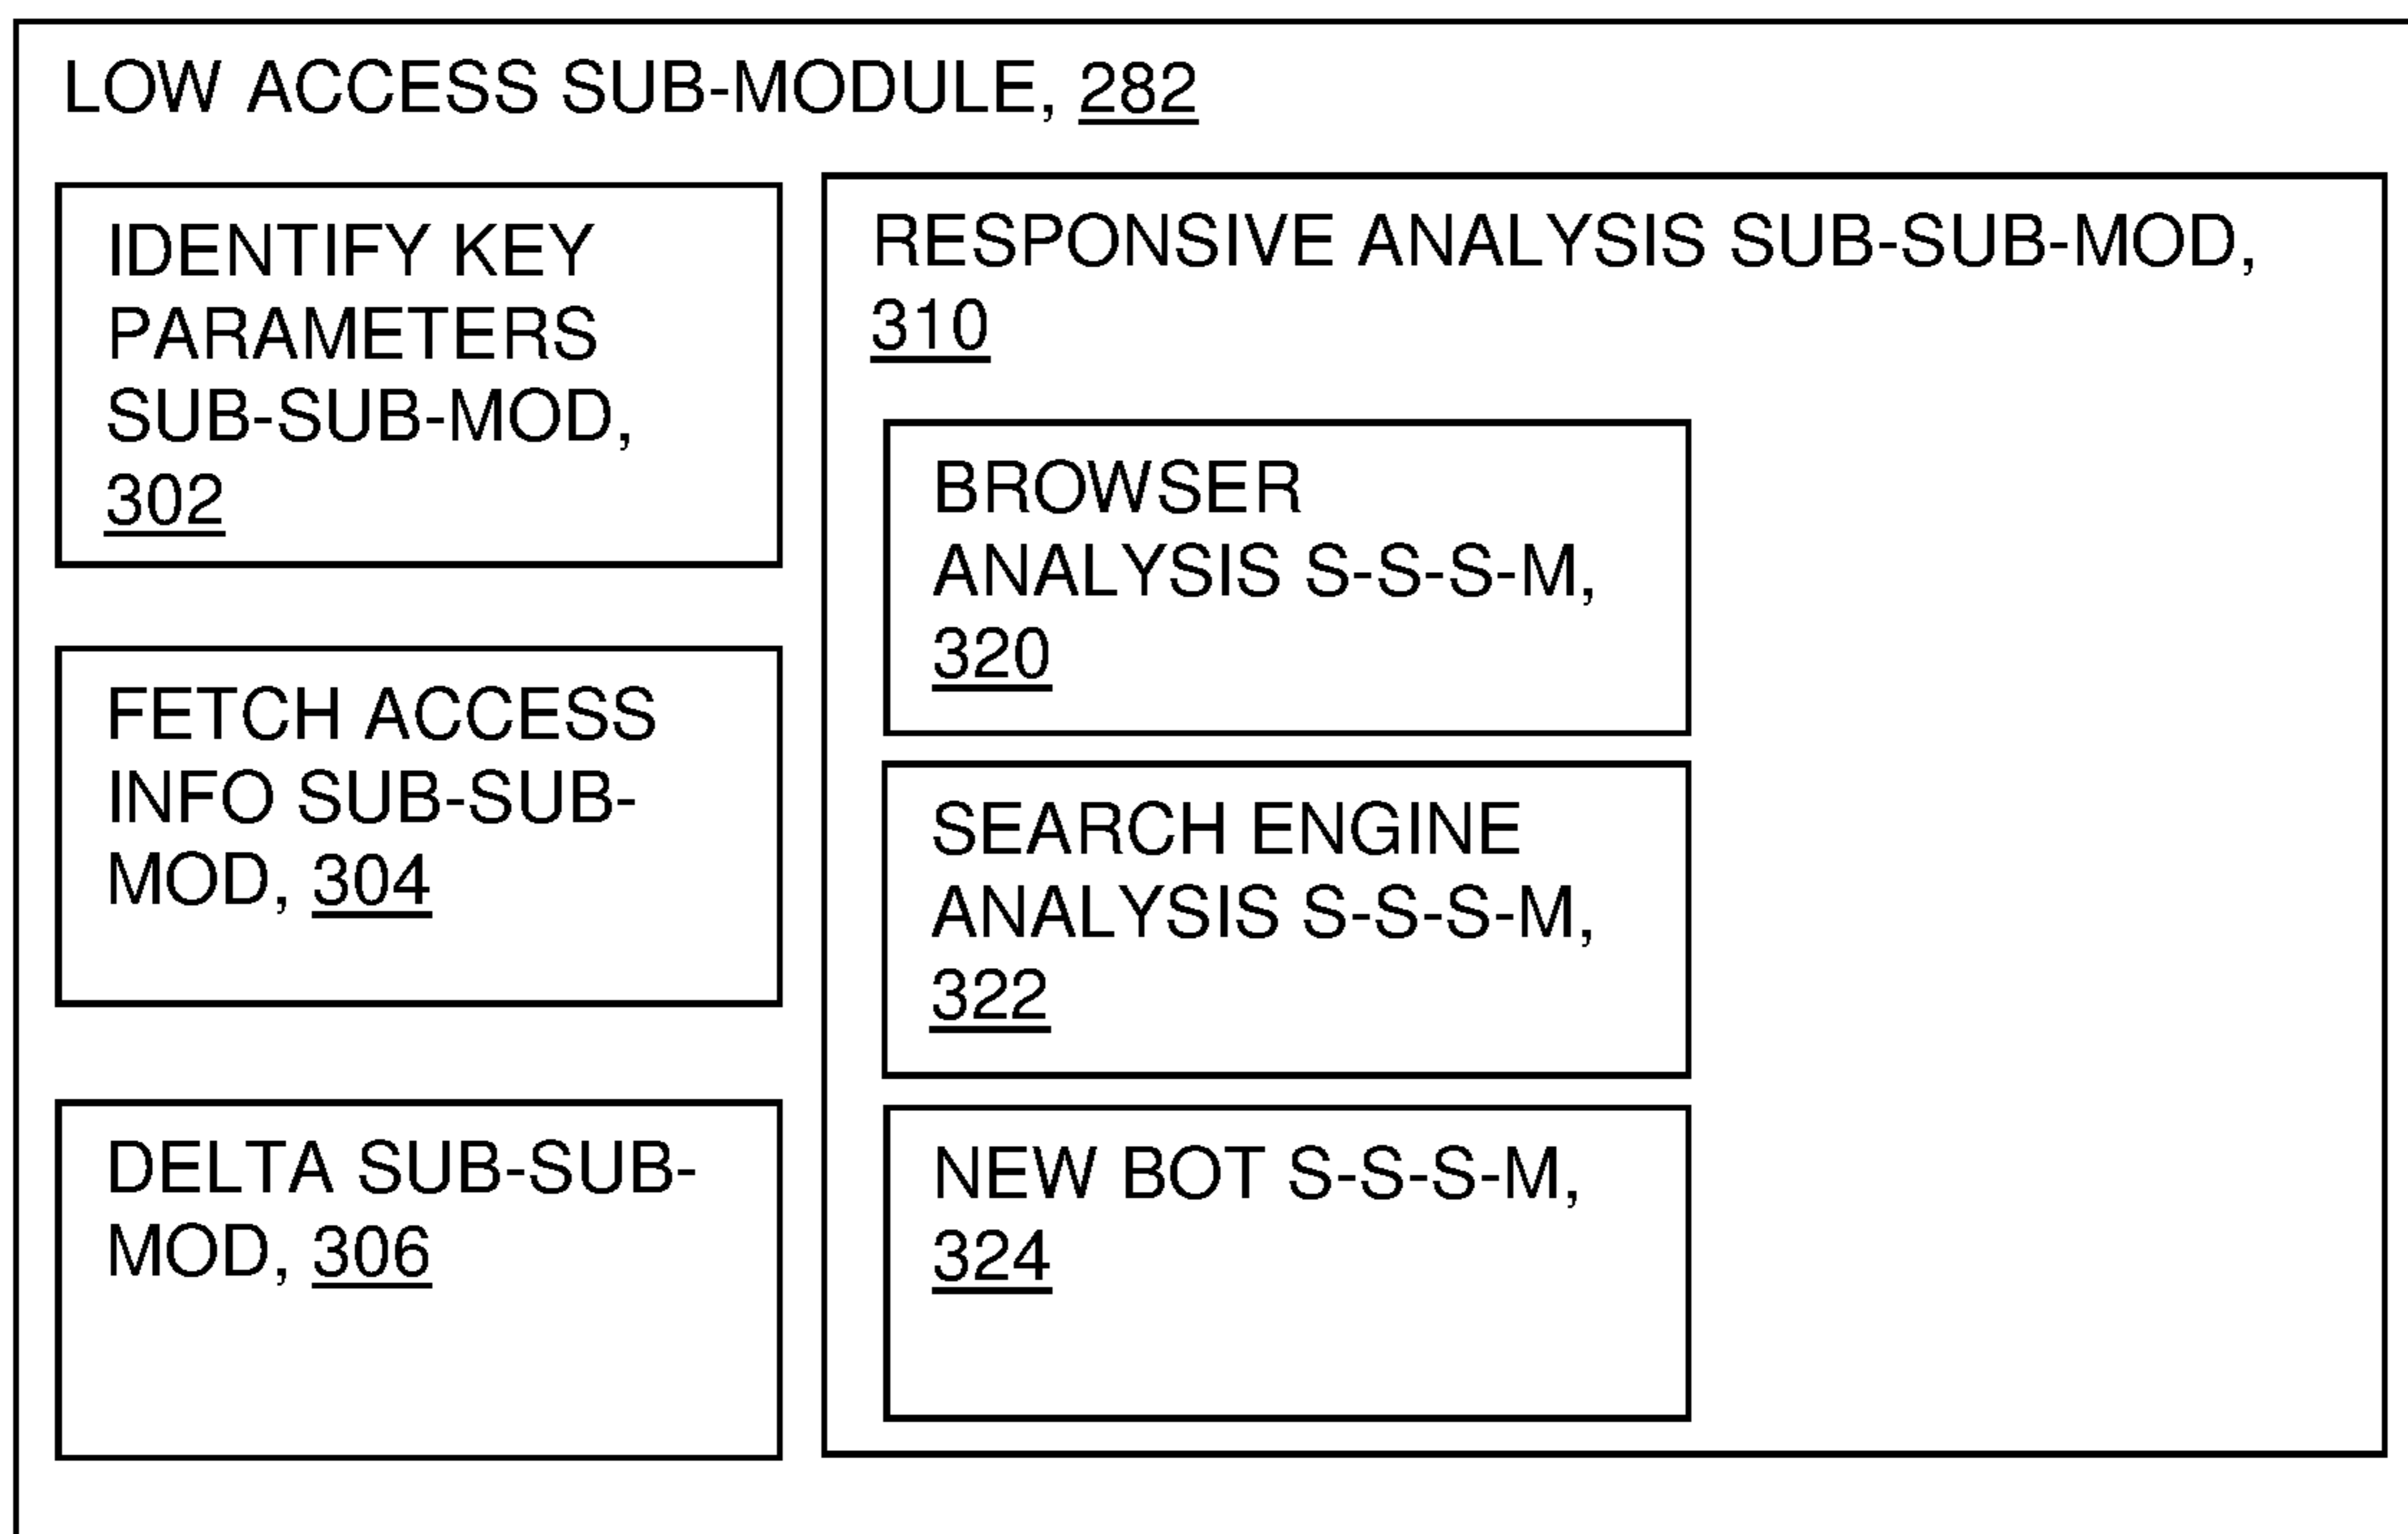 LOW ACCESS SUB-MODULE, 282
IDENTIFY KEY
PARAMETERS
SUB-SUB-MOD,
302
FETCH ACCESS
INFO SUB-SUB-
MOD, 304
DELTA SUB-SUB-
MOD, 306
RESPONSIVE ANALYSIS SUB-SUB-MOD,
310
BROWSER
ANALYSIS S-S-S-M,
320
SEARCH ENGINE
ANALYSIS S-S-S-M,
322
NEW BOT S-S-S-M,
324